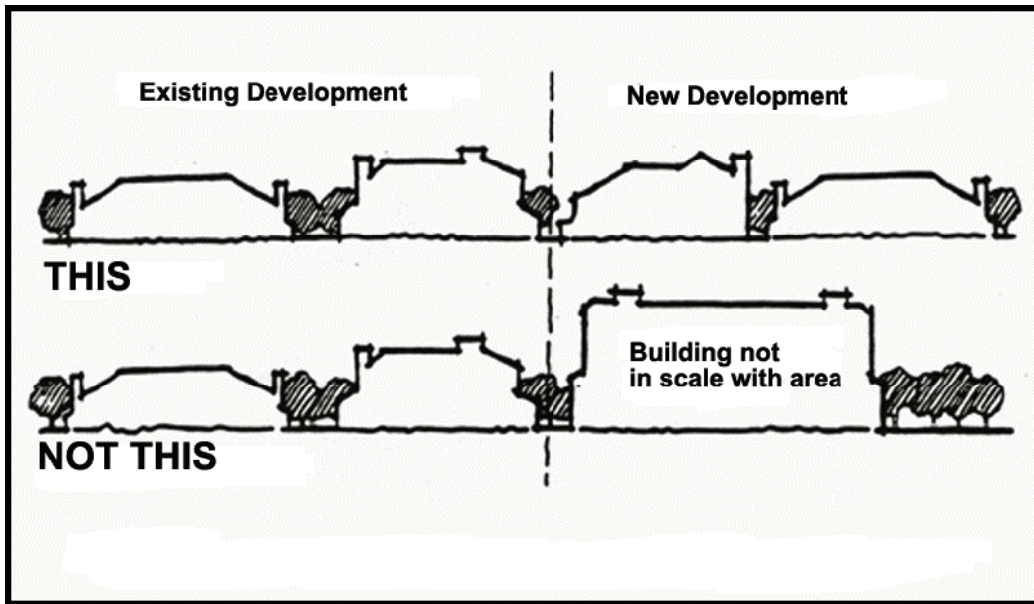 Existing Development
New Development
THIS
Building not
in scale with area
NOT THIS